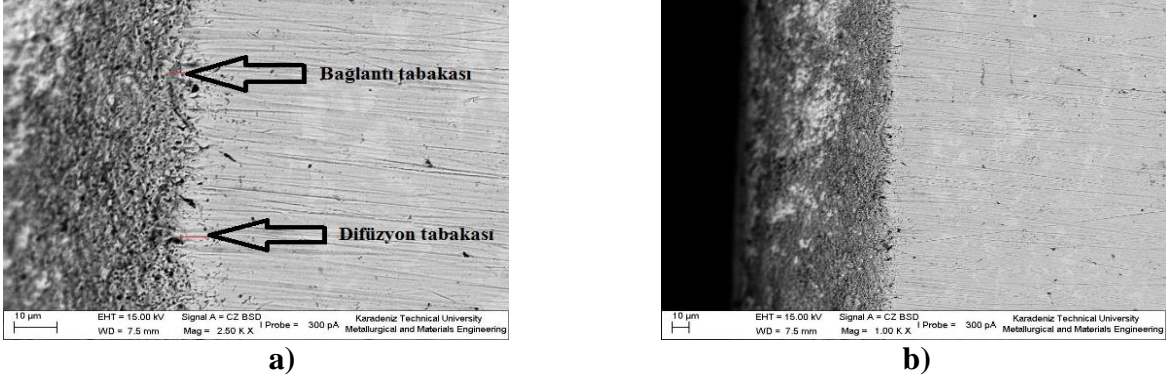 Bağlantı tabakası
Difüzyon tabakası
10 µm
EHT = 15.00 kV
Signal A = CZ BSD
WD = 7.5 mm
Mag = 2.50 K X
I Probe = 300 pA
Karadeniz Technical University
Metallurgical and Materials Engineering
a)
10 µm
EHT = 15.00 kV
Signal A = CZ BSD
WD = 7.5 mm
Mag = 1.00 K X
I Probe = 300 pA
Karadeniz Technical University
Metallurgical and Materials Engineering
b)